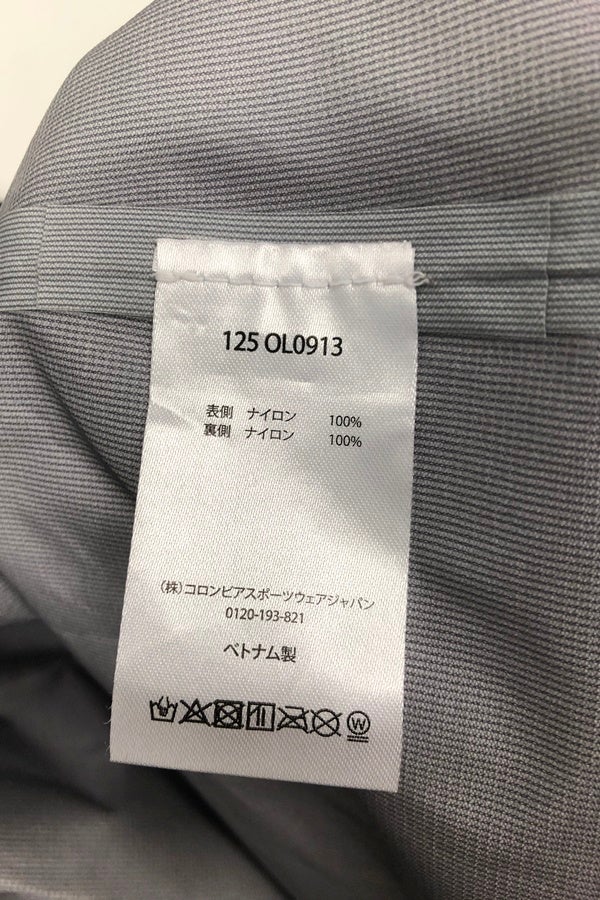 125 OL0913
表側 ナイロン 100%
裏側 ナイロン 100%
(株)コロンビアスポーツウェアジャパン
0120-193-821
ベトナム製
W